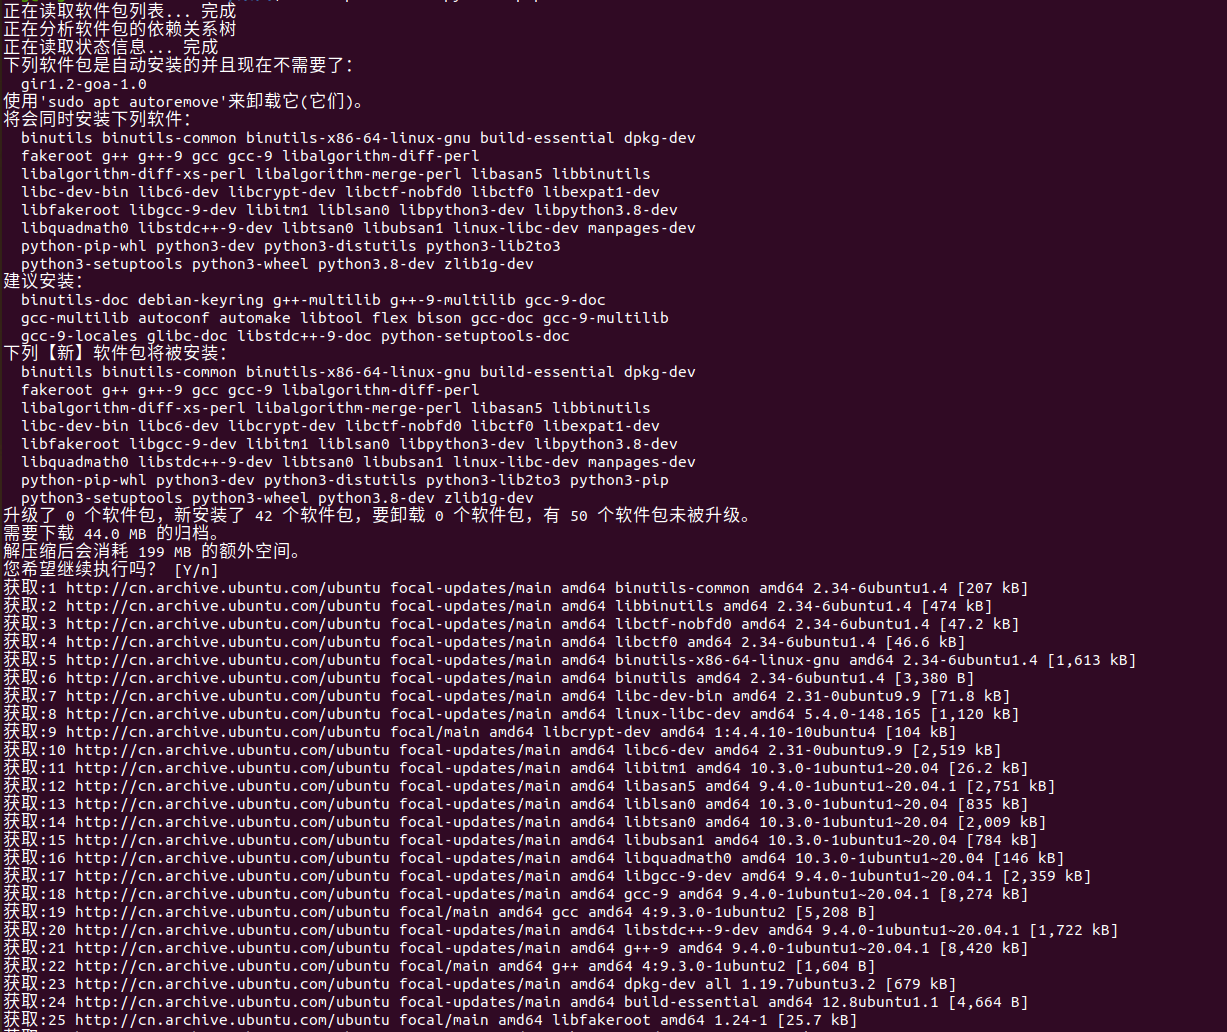 正在读取软件包列表... 完成
正在分析软件包的依赖关系树
正在读取状态信息... 完成
下列软件包是自动安装的并且现在不需要了：
gir1.2-goa-1.0
使用'sudo apt autoremove'来卸载它(它们)。
将会同时安装下列软件：
binutils binutils-common binutils-x86-64-linux-gnu build-essential dpkg-dev
fakeroot g++ g++-9 gcc gcc-9 libalgorithm-diff-perl
libalgorithm-diff-xs-perl libalgorithm-merge-perl libasan5 libbinutils
libc-dev-bin libc6-dev libcrypt-dev libctf-nobfd0 libctf0 libexpat1-dev
libfakeroot libgcc-9-dev libitm1 liblsan0 libpython3-dev libpython3.8-dev
libquadmath0 libstdc++-9-dev libtsan0 libubsan1 linux-libc-dev manpages-dev
python-pip-whl python3-dev python3-distutils python3-lib2to3
python3-setuptools python3-wheel python3.8-dev zlib1g-dev
建议安装：
binutils-doc debian-keyring g++-multilib g++-9-multilib gcc-9-doc
gcc-multilib autoconf automake libtool flex bison gcc-doc gcc-9-multilib
gcc-9-locales glibc-doc libstdc++-9-doc python-setuptools-doc
下列【新】软件包将被安装：
binutils binutils-common binutils-x86-64-linux-gnu build-essential dpkg-dev
fakeroot g++ g++-9 gcc gcc-9 libalgorithm-diff-perl
libalgorithm-diff-xs-perl libalgorithm-merge-perl libasan5 libbinutils
libc-dev-bin libc6-dev libcrypt-dev libctf-nobfd0 libctf0 libexpat1-dev
libfakeroot libgcc-9-dev libitm1 liblsan0 libpython3-dev libpython3.8-dev
libquadmath0 libstdc++-9-dev libtsan0 libubsan1 linux-libc-dev manpages-dev
python-pip-whl python3-dev python3-distutils python3-lib2to3 python3-pip
python3-setuptools python3-wheel python3.8-dev zlib1g-dev
升级了 0 个软件包，新安装了 42 个软件包，要卸载 0 个软件包，有 50 个软件包未被升级。
需要下载 44.0 MB 的归档。
解压缩后会消耗 199 MB 的额外空间。
您希望继续执行吗？ [Y/n]
获取:1 http://cn.archive.ubuntu.com/ubuntu focal-updates/main amd64 binutils-common amd64 2.34-6ubuntu1.4 [207 kB]
获取:2 http://cn.archive.ubuntu.com/ubuntu focal-updates/main amd64 libbinutils amd64 2.34-6ubuntu1.4 [474 kB]
获取:3 http://cn.archive.ubuntu.com/ubuntu focal-updates/main amd64 libctf-nobfd0 amd64 2.34-6ubuntu1.4 [47.2 kB]
获取:4 http://cn.archive.ubuntu.com/ubuntu focal-updates/main amd64 libctf0 amd64 2.34-6ubuntu1.4 [46.6 kB]
获取:5 http://cn.archive.ubuntu.com/ubuntu focal-updates/main amd64 binutils-x86-64-linux-gnu amd64 2.34-6ubuntu1.4 [1,613 kB]
获取:6 http://cn.archive.ubuntu.com/ubuntu focal-updates/main amd64 binutils amd64 2.34-6ubuntu1.4 [3,380 B]
获取:7 http://cn.archive.ubuntu.com/ubuntu focal-updates/main amd64 libc-dev-bin amd64 2.31-0ubuntu9.9 [71.8 kB]
获取:8 http://cn.archive.ubuntu.com/ubuntu focal-updates/main amd64 linux-libc-dev amd64 5.4.0-148.165 [1,120 kB]
获取:9 http://cn.archive.ubuntu.com/ubuntu focal/main amd64 libcrypt-dev amd64 1:4.4.10-10ubuntu4 [104 kB]
获取:10 http://cn.archive.ubuntu.com/ubuntu focal-updates/main amd64 libc6-dev amd64 2.31-0ubuntu9.9 [2,519 kB]
获取:11 http://cn.archive.ubuntu.com/ubuntu focal-updates/main amd64 libitm1 amd64 10.3.0-1ubuntu1~20.04 [26.2 kB]
获取:12 http://cn.archive.ubuntu.com/ubuntu focal-updates/main amd64 libasan5 amd64 9.4.0-1ubuntu1~20.04.1 [2,751 kB]
获取:13 http://cn.archive.ubuntu.com/ubuntu focal-updates/main amd64 liblsan0 amd64 10.3.0-1ubuntu1~20.04 [835 kB]
获取:14 http://cn.archive.ubuntu.com/ubuntu focal-updates/main amd64 libtsan0 amd64 10.3.0-1ubuntu1~20.04 [2,009 kB]
获取:15 http://cn.archive.ubuntu.com/ubuntu focal-updates/main amd64 libubsan1 amd64 10.3.0-1ubuntu1~20.04 [784 kB]
获取:16 http://cn.archive.ubuntu.com/ubuntu focal-updates/main amd64 libquadmath0 amd64 10.3.0-1ubuntu1~20.04 [146 kB]
获取:17 http://cn.archive.ubuntu.com/ubuntu focal-updates/main amd64 libgcc-9-dev amd64 9.4.0-1ubuntu1~20.04.1 [2,359 kB]
获取:18 http://cn.archive.ubuntu.com/ubuntu focal-updates/main amd64 gcc-9 amd64 9.4.0-1ubuntu1~20.04.1 [8,274 kB]
获取:19 http://cn.archive.ubuntu.com/ubuntu focal/main amd64 gcc amd64 4:9.3.0-1ubuntu2 [5,208 B]
获取:20 http://cn.archive.ubuntu.com/ubuntu focal-updates/main amd64 libstdc++-9-dev amd64 9.4.0-1ubuntu1~20.04.1 [1,722 kB]
获取:21 http://cn.archive.ubuntu.com/ubuntu focal-updates/main amd64 g++-9 amd64 9.4.0-1ubuntu1~20.04.1 [8,420 kB]
获取:22 http://cn.archive.ubuntu.com/ubuntu focal/main amd64 g++ amd64 4:9.3.0-1ubuntu2 [1,604 B]
获取:23 http://cn.archive.ubuntu.com/ubuntu focal-updates/main amd64 dpkg-dev all 1.19.7ubuntu3.2 [679 kB]
获取:24 http://cn.archive.ubuntu.com/ubuntu focal-updates/main amd64 build-essential amd64 12.8ubuntu1.1 [4,664 B]
获取:25 http://cn.archive.ubuntu.com/ubuntu focal/main amd64 libfakeroot amd64 1.24-1 [25.7 kB]